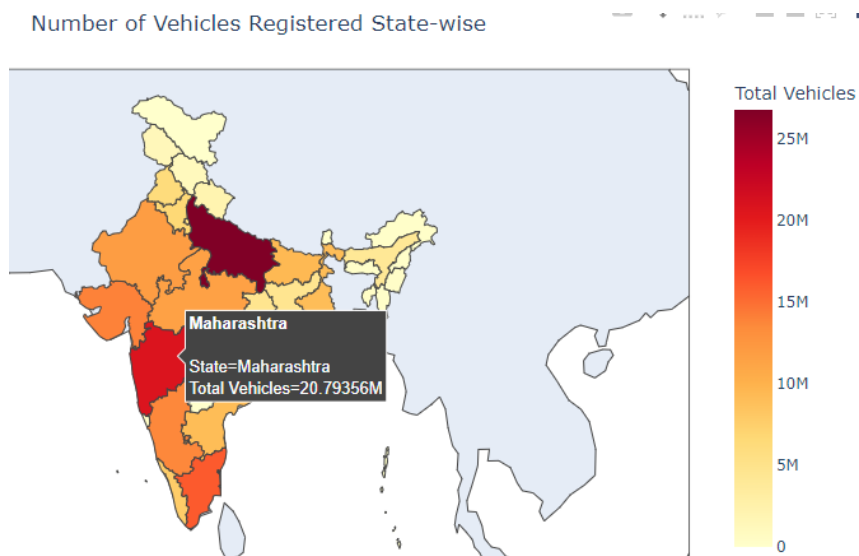 Number of Vehicles Registered State-wise
Total Vehicles
25M
20M
15M
10M
5M
0
Maharashtra
State=Maharashtra
Total Vehicles=20.79356M